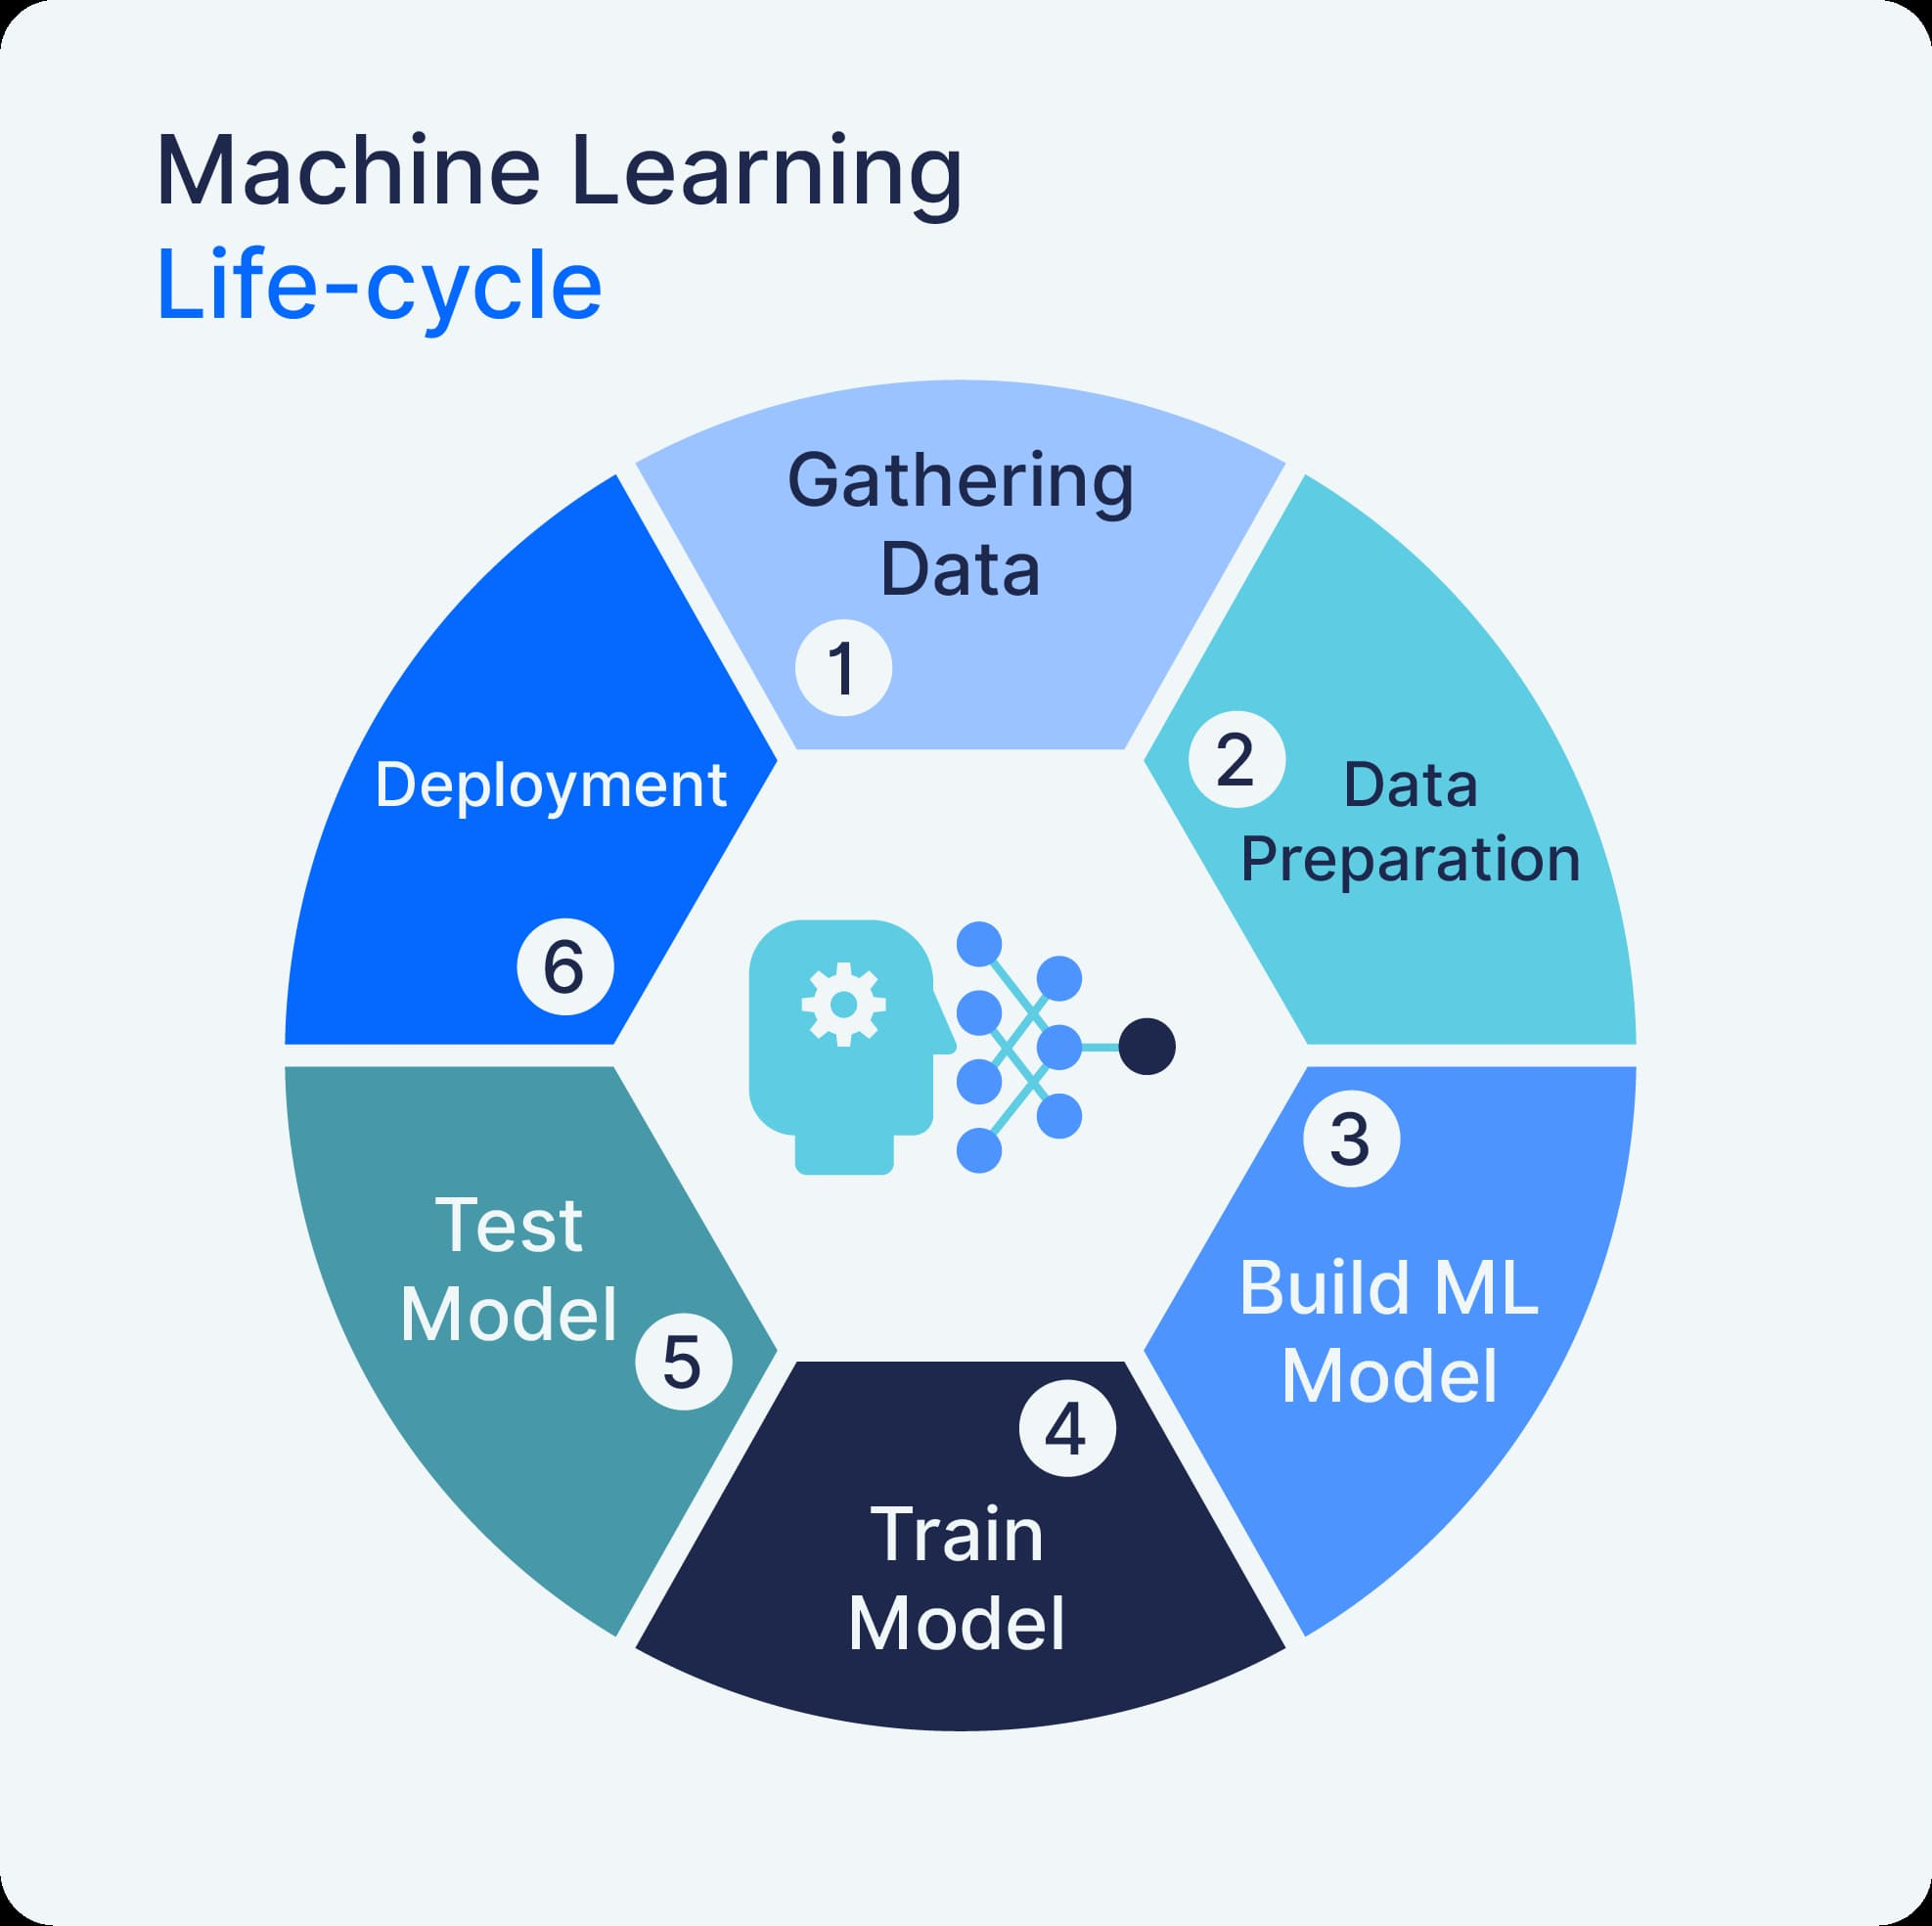 Machine Learning
Life-cycle
Gathering
Data
1
2
Data
Preparation
3
Build ML
Model
4
Train
Model
Test
Model
5
Deployment
6